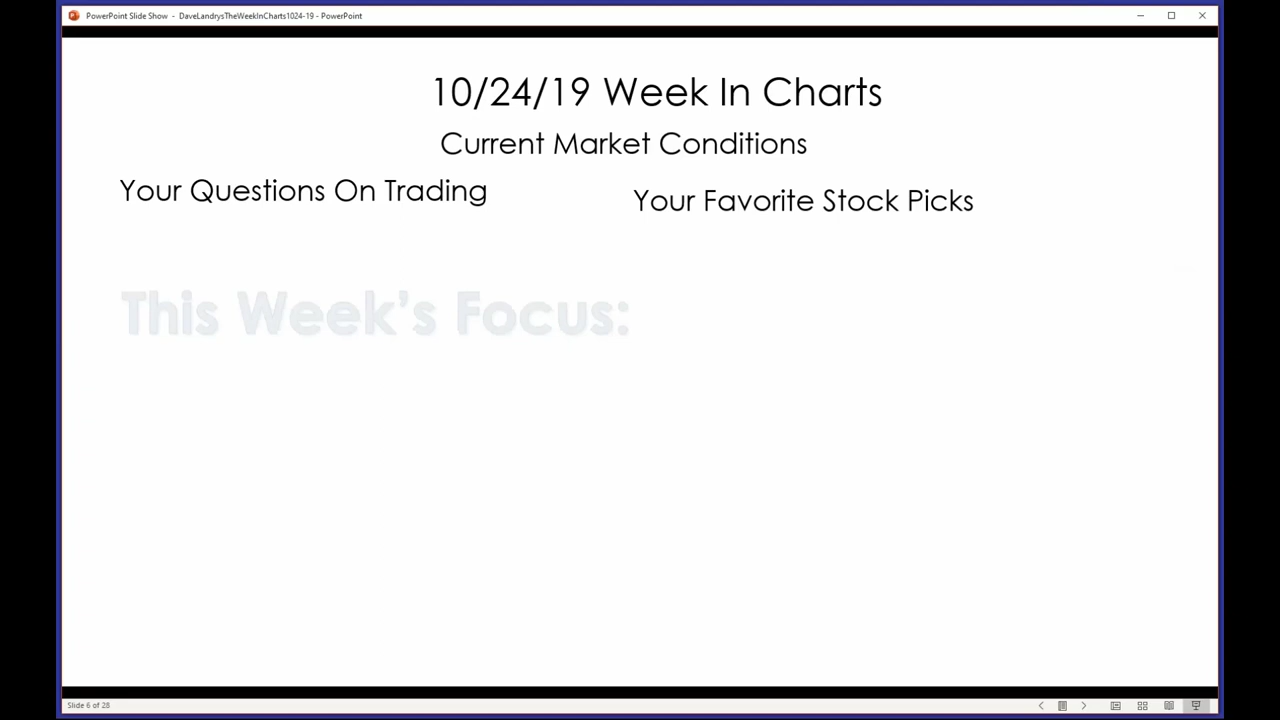 PowerPoint Slide Show - DaveLandrysTheWeekInCharts1024-19 - PowerPoint
10/24/19 Week In Charts
Current Market Conditions
Your Questions On Trading
Your Favorite Stock Picks
This Week's Focus:
Slide 6 of 28